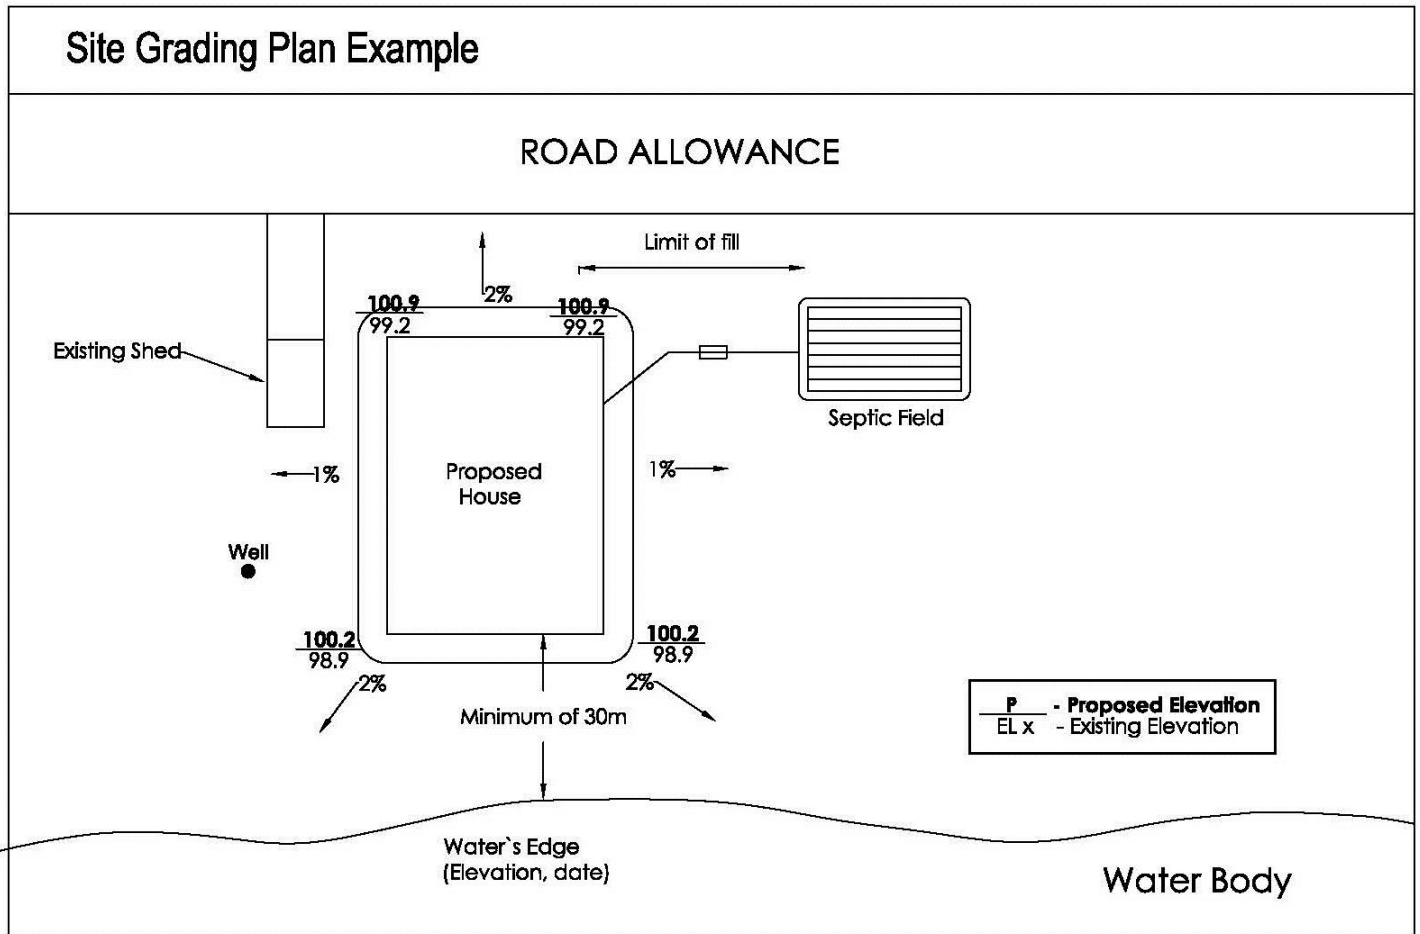 Site Grading Plan Example
ROAD ALLOWANCE
Limit of fill
2%
100.9
99.2
100.9
99.2
Existing Shed
Septic Field
1%
Proposed
House
1%
Well
100.2
98.9
100.2
98.9
2%
2%
Minimum of 30m
P - Proposed Elevation
EL x - Existing Elevation
Water`s Edge
(Elevation, date)
Water Body